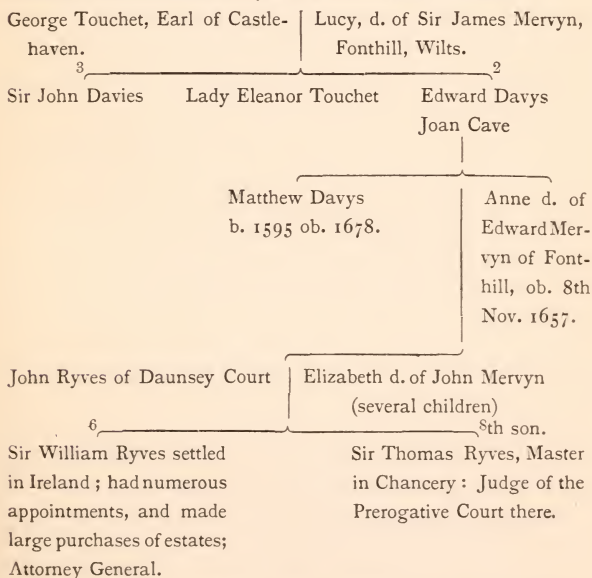 George Touchet, Earl of Castle-
haven.
Lucy, d. of Sir James Mervyn,
Fonthill, Wilts.
3
2
Sir John Davies
Lady Eleanor Touchet
Edward Davys
Joan Cave
Matthew Davys
b. 1595 ob. 1678.
Anne d. of
Edward Mer-
vyn of Font-
hill, ob. 8th
Nov. 1657.
John Ryves of Daunsey Court
Elizabeth d. of John Mervyn
(several children)
6
8th son.
Sir William Ryves settled
in Ireland; had numerous
appointments, and made
large purchases of estates;
Attorney General.
Sir Thomas Ryves, Master
in Chancery: Judge of the
Prerogative Court there.